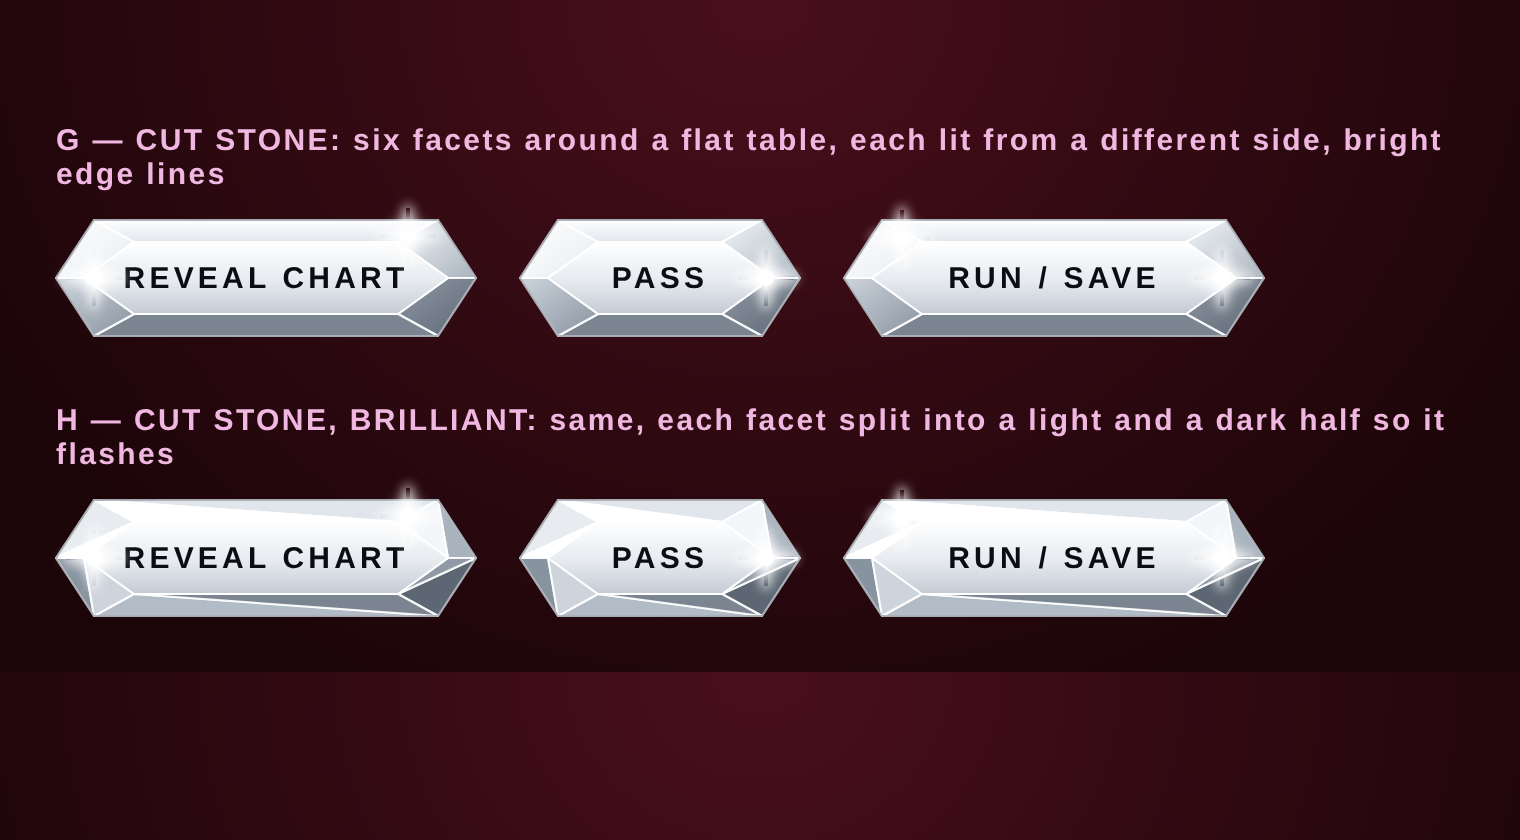 G — CUT STONE: six facets around a flat table, each lit from a different side, bright
edge lines
REVEAL CHART
PASS
RUN / SAVE
H — CUT STONE, BRILLIANT: same, each facet split into a light and a dark half so it
flashes
REVEAL CHART
PASS
RUN / SAVE